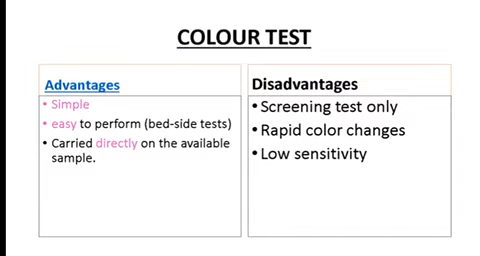 COLOUR TEST
Advantages
• Simple
• easy to perform (bed-side tests)
• Carried directly on the available
sample.
Disadvantages
• Screening test only
• Rapid color changes
• Low sensitivity